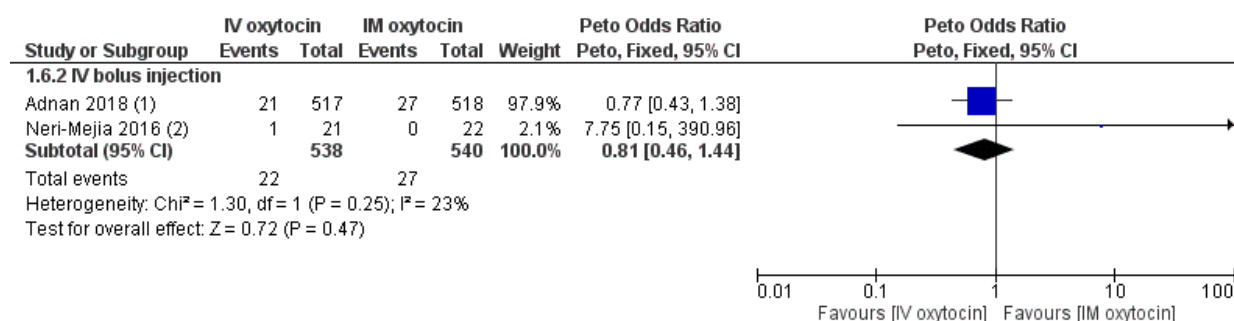 IV oxytocin IM oxytocin Peto Odds Ratio Peto Odds Ratio
Study or Subgroup Events Total Events Total Weight Peto, Fixed, 95% CI Peto, Fixed, 95% CI
1.6.2 IV bolus injection
Adnan 2018 (1) 21 517 27 518 97.9% 0.77 [0.43, 1.38]
Neri-Mejia 2016 (2) 1 21 0 22 2.1% 7.75 [0.15, 390.96]
Subtotal (95% CI) 538 540 100.0% 0.81 [0.46, 1.44]
Total events 22 27
Heterogeneity: Chi² = 1.30, df = 1 (P = 0.25); I² = 23%
Test for overall effect: Z = 0.72 (P = 0.47)
0.01 0.1 1 10 100
Favours [IV oxytocin] Favours [IM oxytocin]